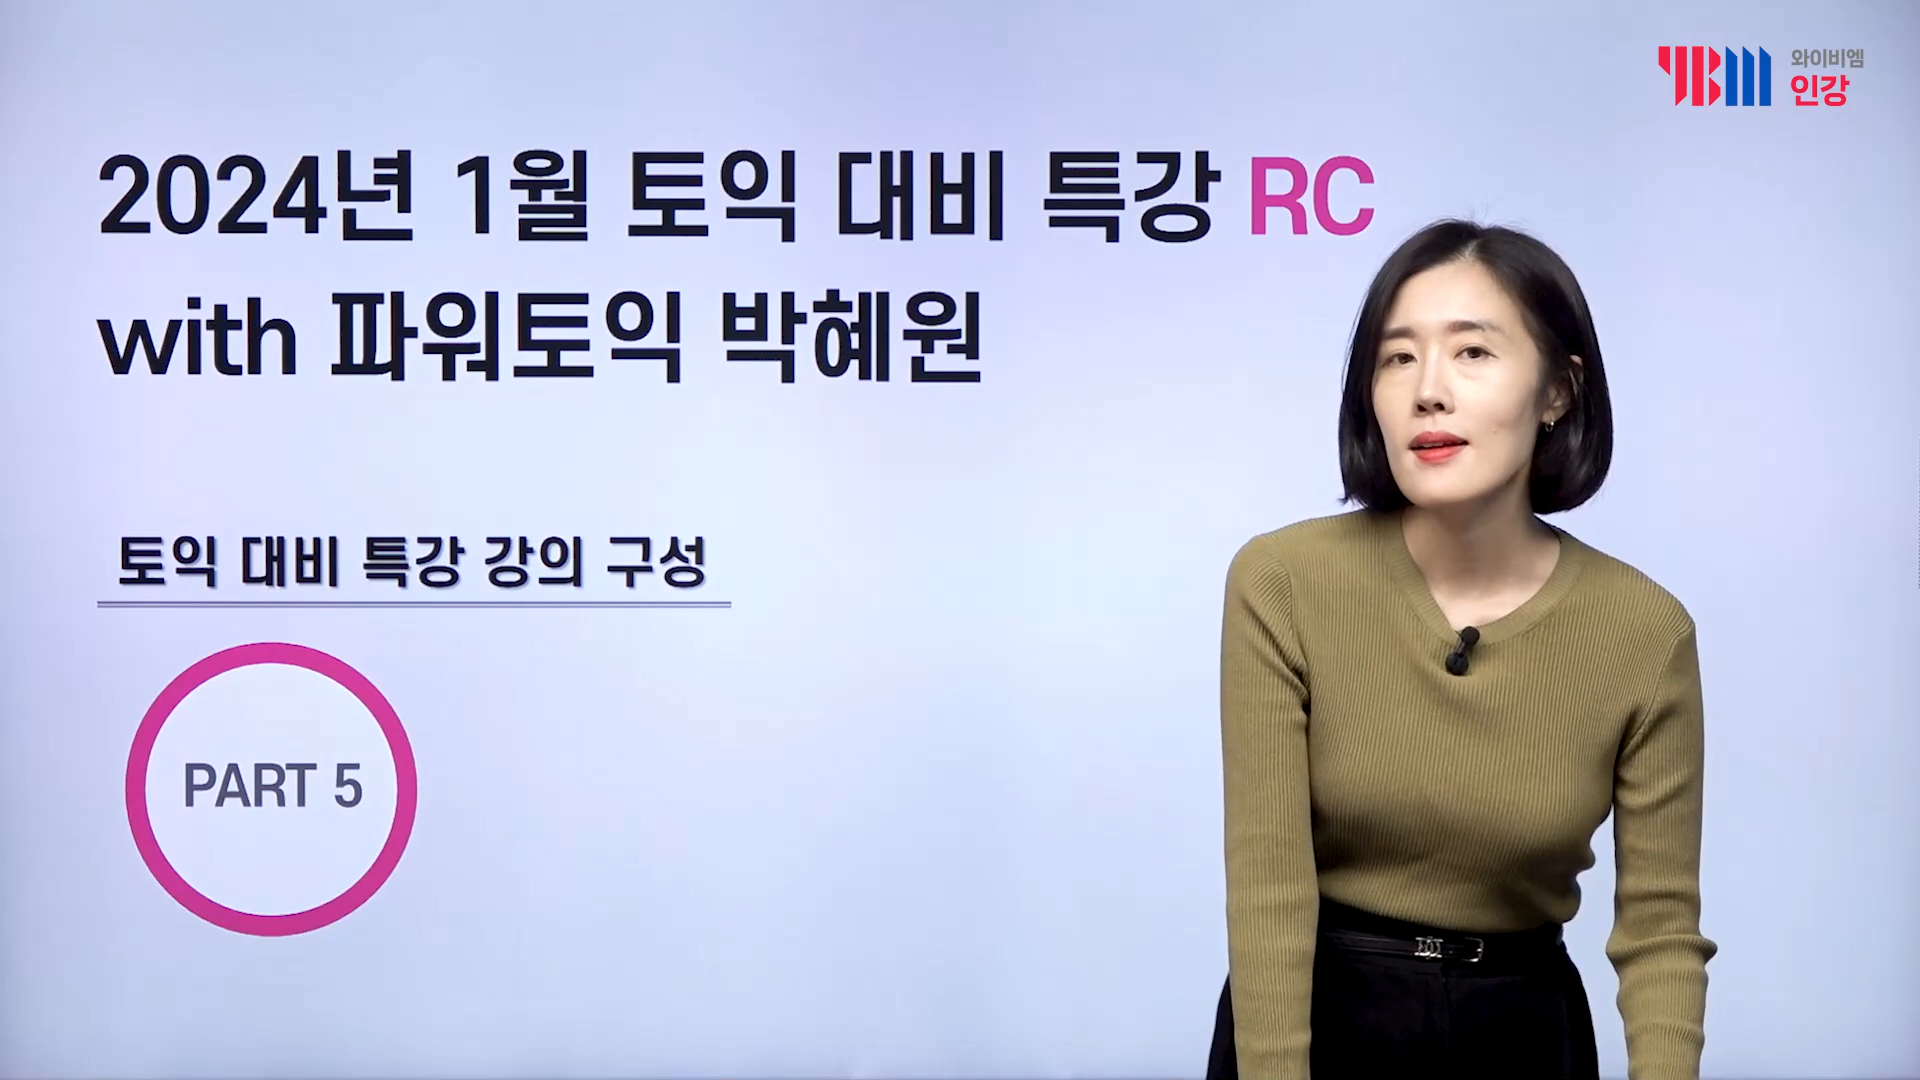 YBM 와이비엠
인강
2024년 1월 토익 대비 특강 RC
with 파워토익 박혜원
토익 대비 특강 강의 구성
PART 5